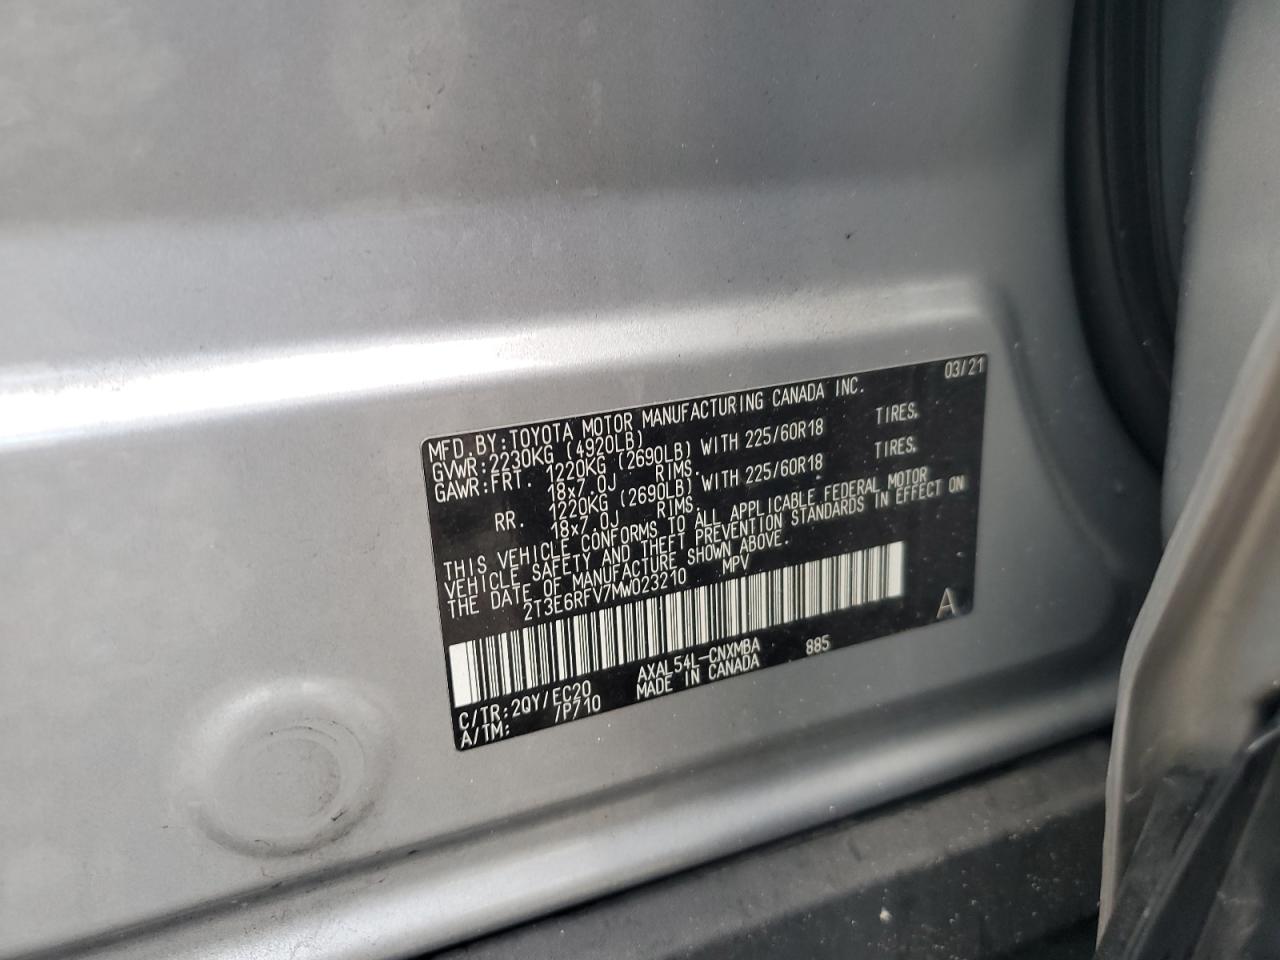 03/21
MFD.BY:TOYOTA MOTOR MANUFACTURING CANADA INC.
GVWR:2230KG (4920LB)
GAWR:FRT. 1220KG (2690LB) WITH 225/60R18 TIRES,
18x7.0J RIMS.
RR. 1220KG (2690LB) WITH 225/60R18 TIRES,
18x7.0J RIMS.
THIS VEHICLE CONFORMS TO ALL APPLICABLE FEDERAL MOTOR
VEHICLE SAFETY AND THEFT PREVENTION STANDARDS IN EFFECT ON
THE DATE OF MANUFACTURE SHOWN ABOVE.
2T3E6RFV7MW023210 MPV
A
C/TR:2QY/EC20 AXAL54L-CNXMBA 885
A/TM: /P710 MADE IN CANADA